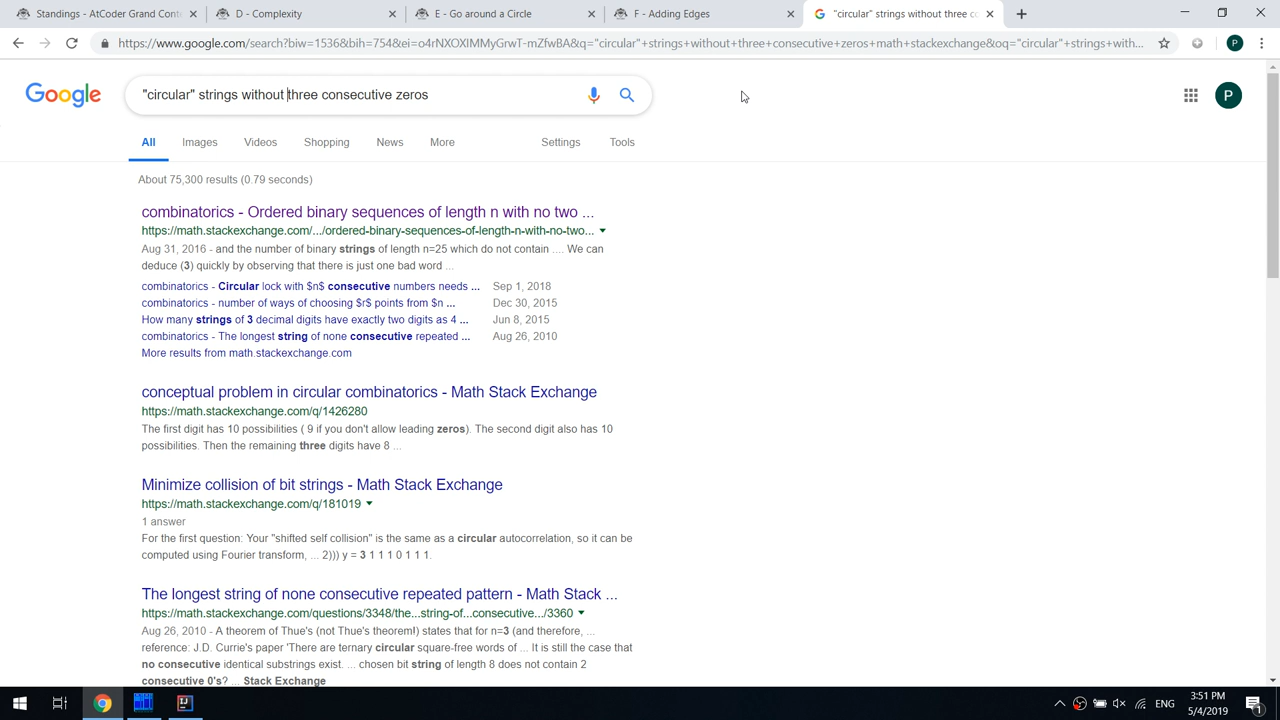 Standings - AtCoder Grand Cont
D - Complexity
E - Go around a Circle
F - Adding Edges
"circular" strings without three co
https://www.google.com/search?biw=1536&bih=754&ei=o4rNXOXIMMyGrwT-mZfwBA&q="circular"+strings+without+three+consecutive+zeros+math+stackexchange&oq="circular"+strings+with...
P
Google
"circular" strings without three consecutive zeros
P
All
Images
Videos
Shopping
News
More
Settings
Tools
About 75,300 results (0.79 seconds)
combinatorics - Ordered binary sequences of length n with no two ...
https://math.stackexchange.com/.../ordered-binary-sequences-of-length-n-with-no-two...
Aug 31, 2016 - and the number of binary strings of length n=25 which do not contain .... We can
deduce (3) quickly by observing that there is just one bad word ...
combinatorics - Circular lock with $n$ consecutive numbers needs ... Sep 1, 2018
combinatorics - number of ways of choosing $r$ points from $n ... Dec 30, 2015
How many strings of 3 decimal digits have exactly two digits as 4 ... Jun 8, 2015
combinatorics - The longest string of none consecutive repeated ... Aug 26, 2010
More results from math.stackexchange.com
conceptual problem in circular combinatorics - Math Stack Exchange
https://math.stackexchange.com/q/1426280
The first digit has 10 possibilities ( 9 if you don't allow leading zeros). The second digit also has 10
possibilities. Then the remaining three digits have 8 ...
Minimize collision of bit strings - Math Stack Exchange
https://math.stackexchange.com/q/181019
1 answer
For the first question: Your "shifted self collision" is the same as a circular autocorrelation, so it can be
computed using Fourier transform, ... 2))) y = 3 1 1 1 0 1 1 1.
The longest string of none consecutive repeated pattern - Math Stack ...
https://math.stackexchange.com/questions/3348/the...string-of...consecutive.../3360
Aug 26, 2010 - A theorem of Thue's (not Thue's theorem!) states that for n=3 (and therefore, ...
reference: J.D. Currie's paper 'There are ternary circular square-free words of ... It is still the case that
no consecutive identical substrings exist. ... chosen bit string of length 8 does not contain 2
consecutive 0's? ... Stack Exchange
ENG
3:51 PM
5/4/2019
1